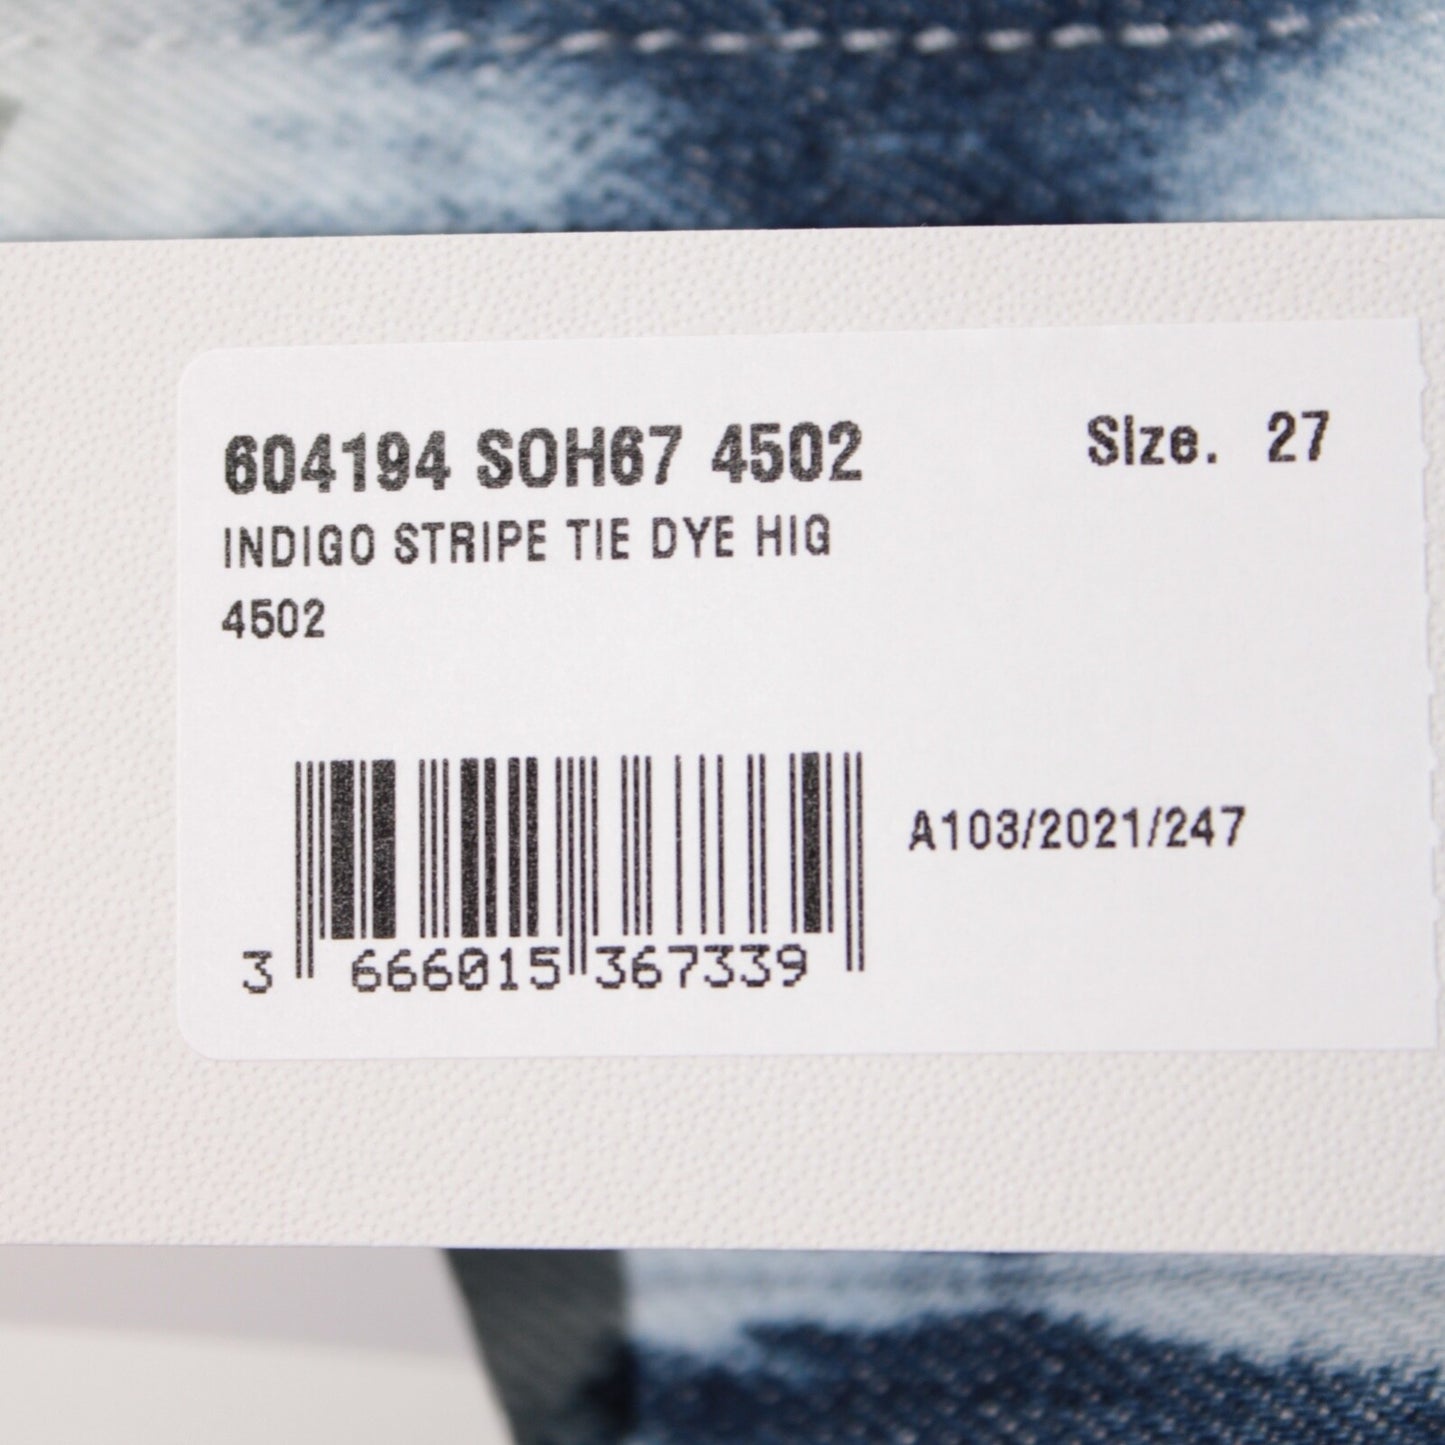 604194 SOH67 4502 Size. 27
INDIGO STRIPE TIE DYE HIG
4502
A103/2021/247
3 666015 367339